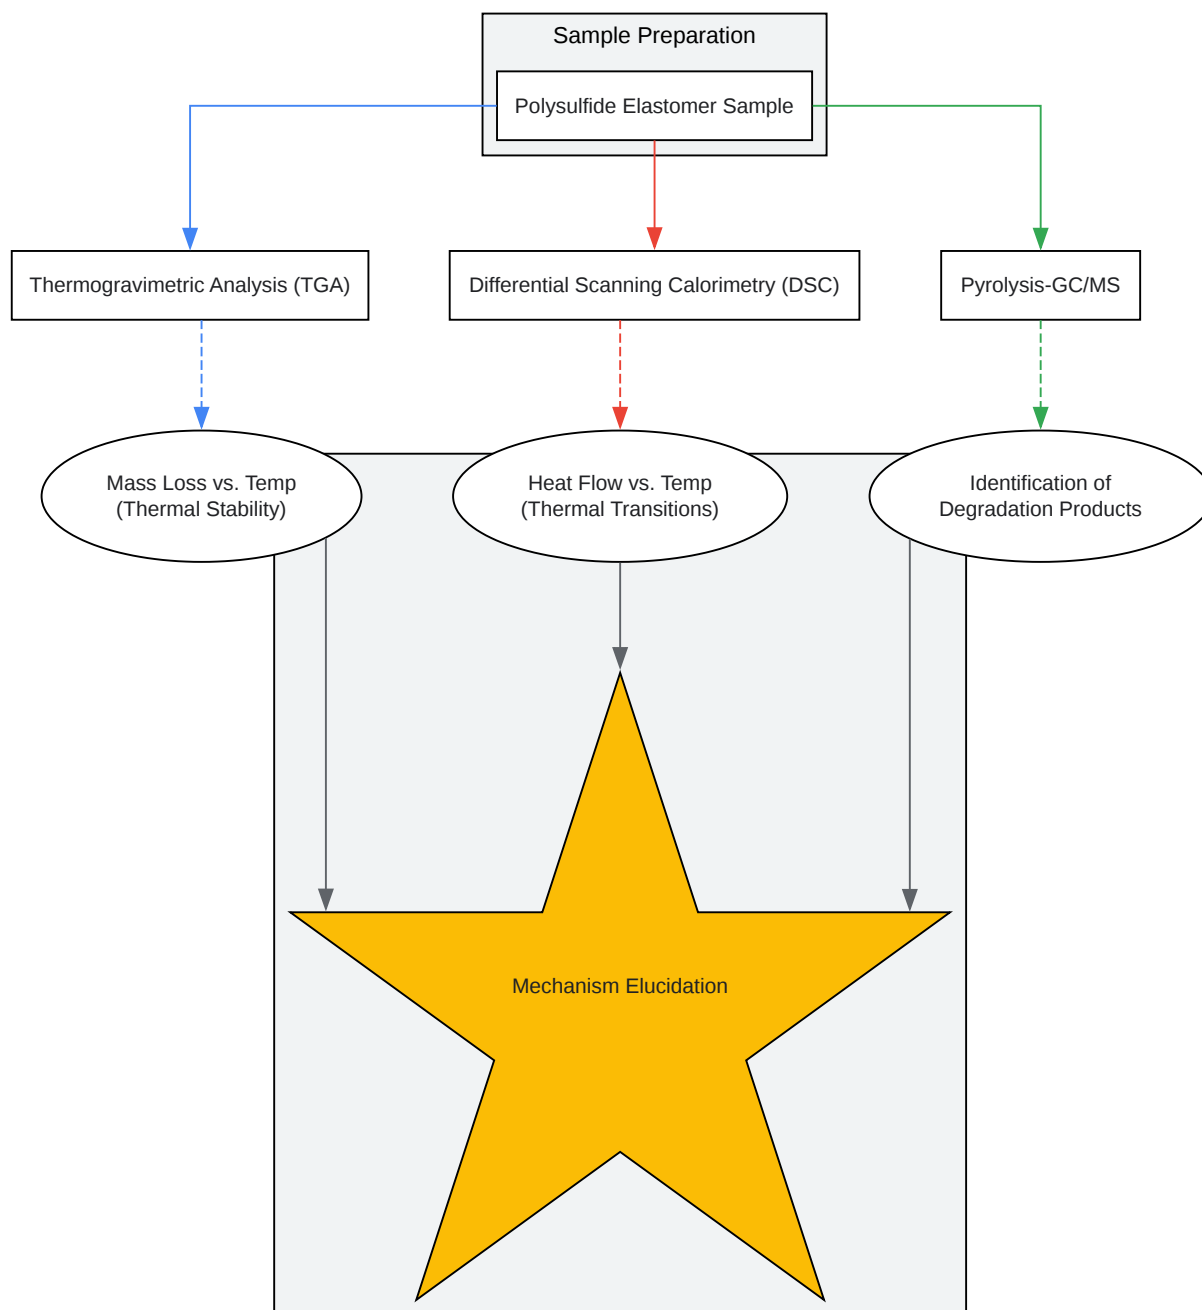 Sample Preparation
Polysulfide Elastomer Sample
Thermogravimetric Analysis (TGA)
Differential Scanning Calorimetry (DSC)
Pyrolysis-GC/MS
Mass Loss vs. Temp
(Thermal Stability)
Heat Flow vs. Temp
(Thermal Transitions)
Identification of
Degradation Products
Mechanism Elucidation